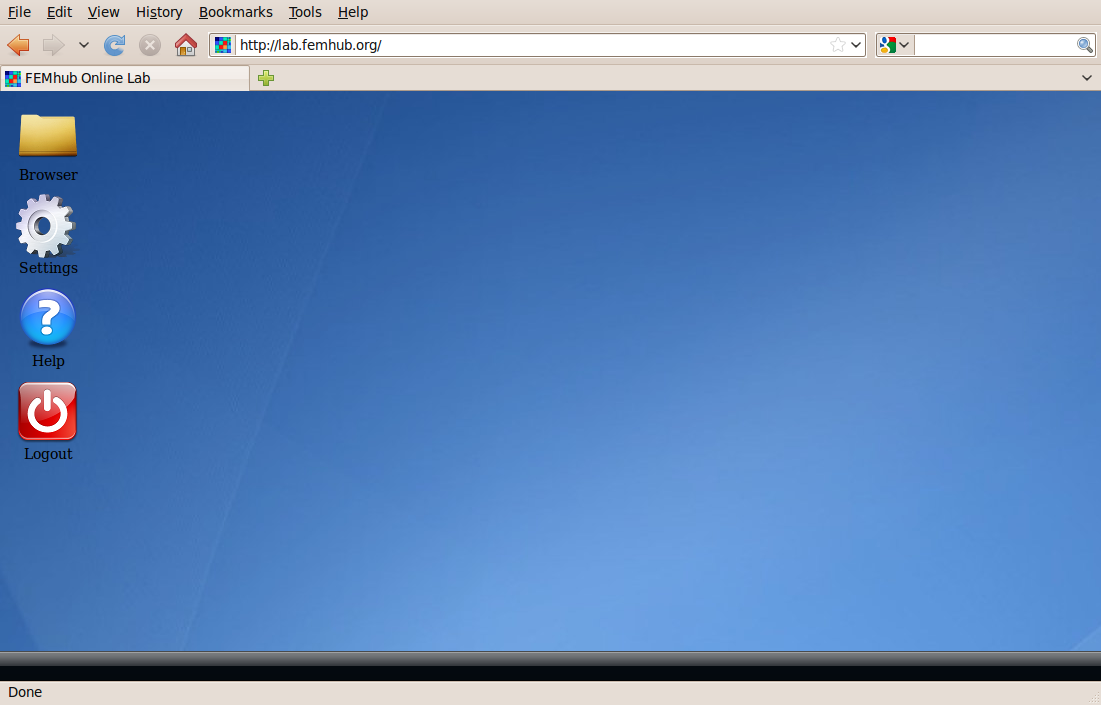 File Edit View History Bookmarks Tools Help
http://lab.femhub.org/
FEMhub Online Lab
Browser
Settings
Help
Logout
Done